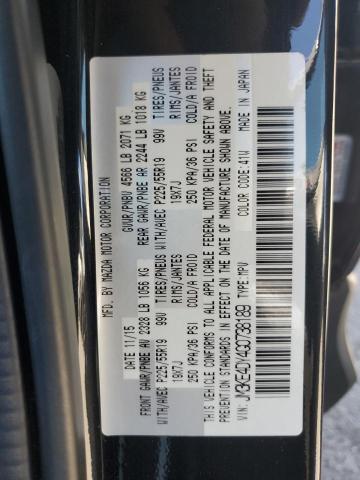 MFD. BY MAZDA MOTOR CORPORATION
DATE 11/15 GVWR/PNBV 4566 LB 2071 KG
FRONT GAWR/PNBE AV 2328 LB 1056 KG REAR GAWR/PNBE AR 2244 LB 1018 KG
WITH/AVEC P225/55R19 99V TIRES/PNEUS WITH/AVEC P225/55R19 99V TIRES/PNEUS
19X7J RIMS/JANTES 19X7J RIMS/JANTES
250 KPA/36 PSI COLD/A FROID 250 KPA/36 PSI COLD/A FROID
THIS VEHICLE CONFORMS TO ALL APPLICABLE FEDERAL MOTOR VEHICLE SAFETY AND THEFT
PREVENTION STANDARDS IN EFFECT ON THE DATE OF MANUFACTURE SHOWN ABOVE.
JM3KE4DY4G0738189 TYPE: MPV COLOR CODE: 41W MADE IN JAPAN